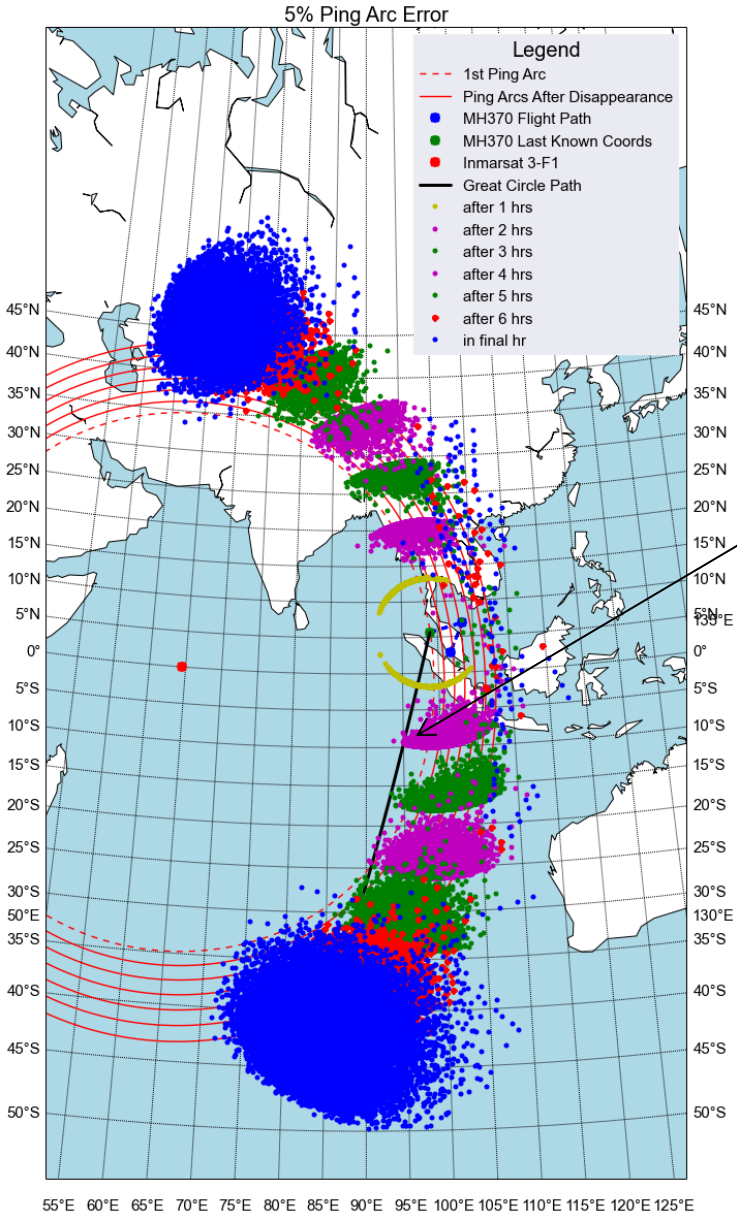 5% Ping Arc Error
Legend
1st Ping Arc
Ping Arcs After Disappearance
MH370 Flight Path
MH370 Last Known Coords
Inmarsat 3-F1
Great Circle Path
after 1 hrs
after 2 hrs
after 3 hrs
after 4 hrs
after 5 hrs
after 6 hrs
in final hr
45°N 45°N
40°N 40°N
35°N 35°N
30°N 30°N
25°N 25°N
20°N 20°N
15°N 15°N
10°N 10°N
5°N 5°N
139°E
0° 0°
5°S 5°S
10°S 10°S
15°S 15°S
20°S 20°S
25°S 25°S
30°S 30°S
50°E 130°E
35°S 35°S
40°S 40°S
45°S 45°S
50°S 50°S
55°E 60°E 65°E 70°E 75°E 80°E 85°E 90°E 95°E 100°E 105°E 110°E 115°E 120°E 125°E